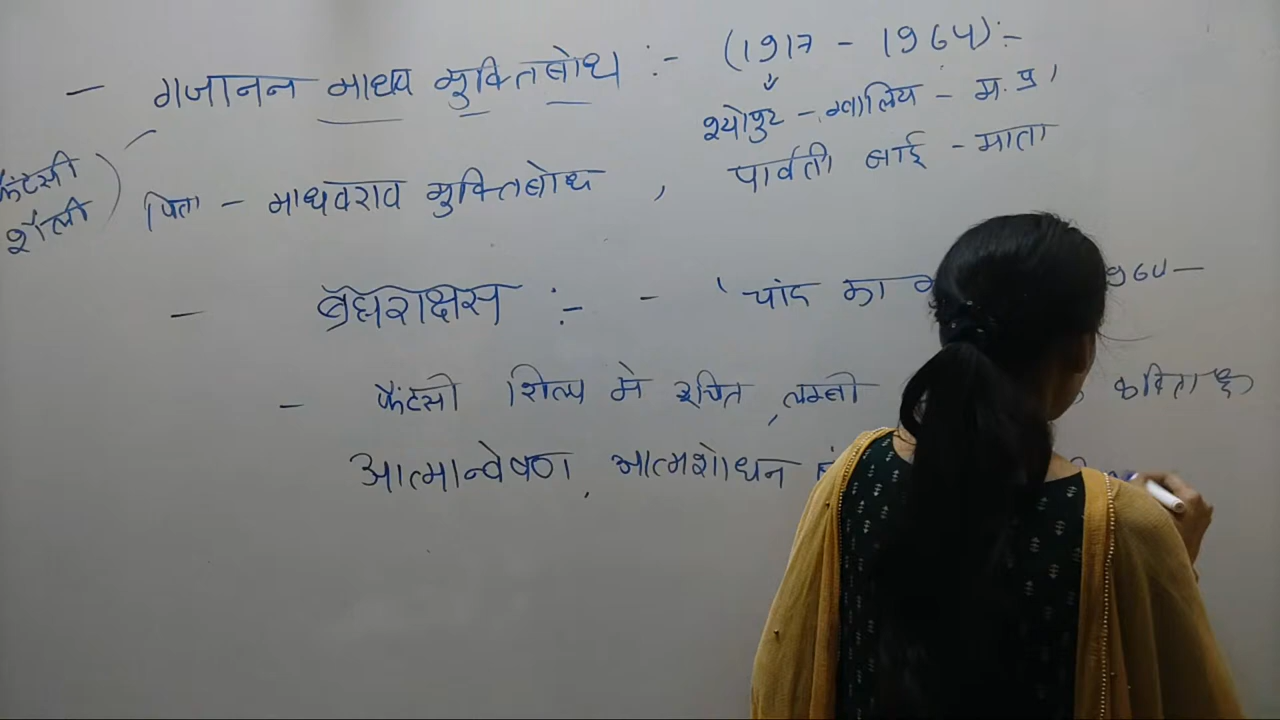 - गजानन माधव मुक्तिबोध :- (1917 - 1964):-
श्योपुर - ग्वालियर - म.प्र।
फैंटेसी शैली)
पिता - माधवराव मुक्तिबोध , पार्वती बाई - माता
- ब्रह्मराक्षस :- - 'चांद का 1964 -
- फैंटसी शिल्प मे रचित, लम्बी कविता है
आत्मान्वेषण, आत्मशोधन